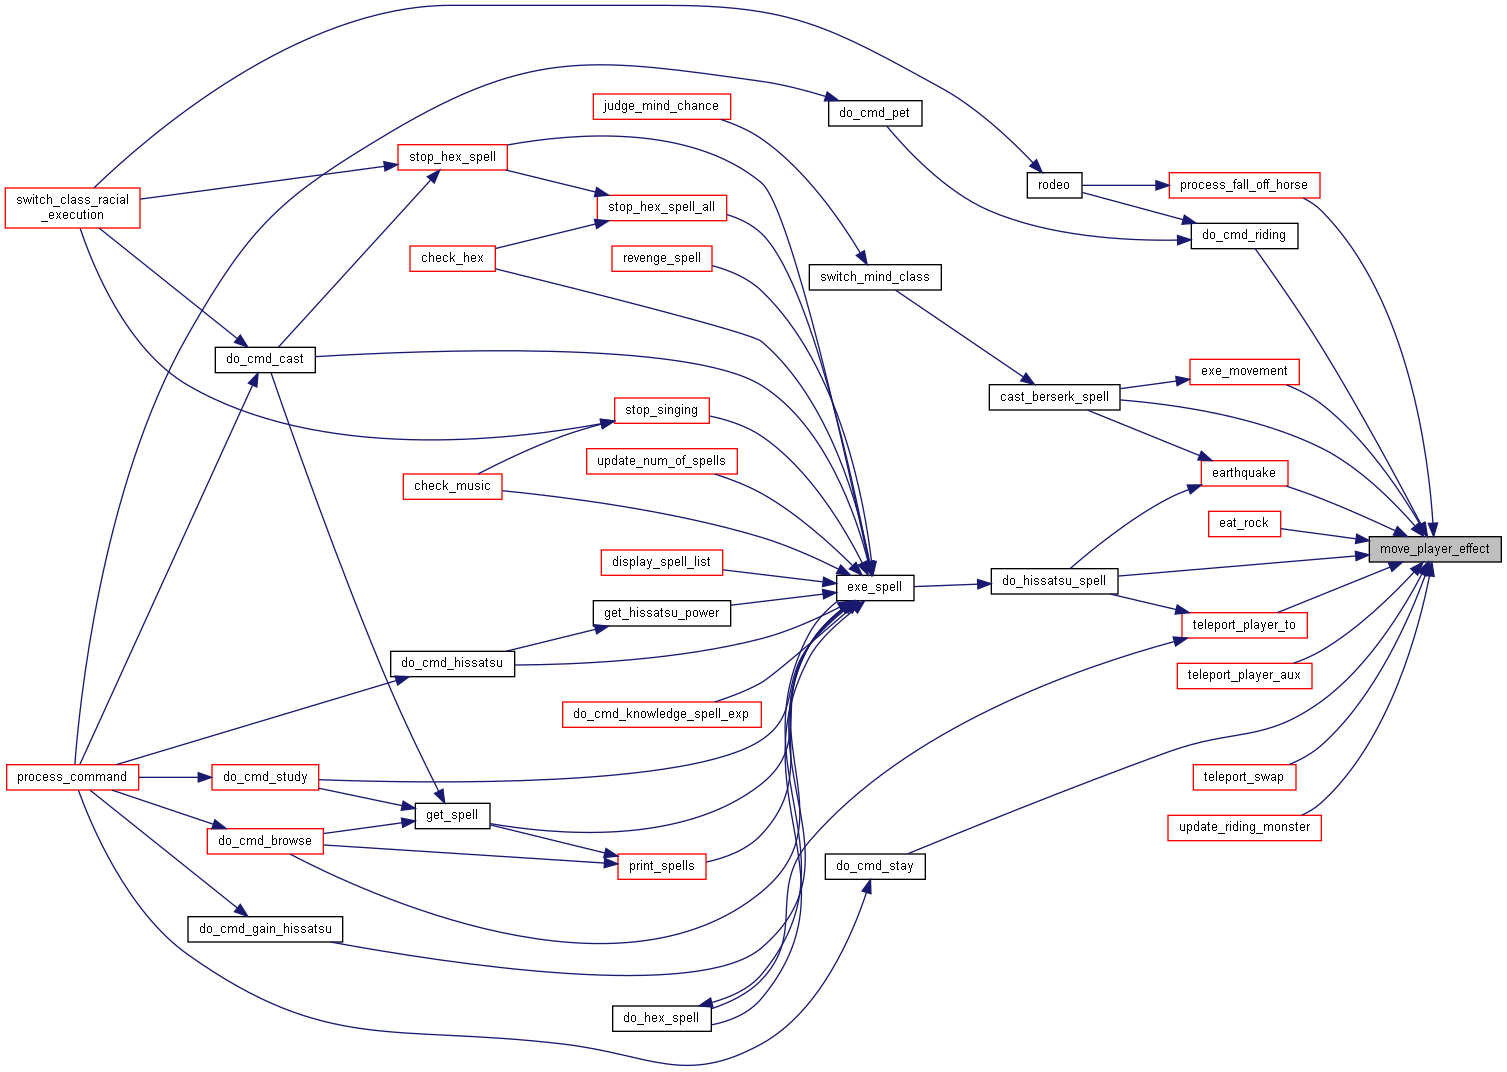 judge_mind_chance
do_cmd_pet
stop_hex_spell
rodeo
process_fall_off_horse
switch_class_racial
_execution
stop_hex_spell_all
do_cmd_riding
check_hex
revenge_spell
switch_mind_class
do_cmd_cast
exe_movement
cast_berserk_spell
stop_singing
update_num_of_spells
earthquake
check_music
eat_rock
move_player_effect
display_spell_list
exe_spell
do_hissatsu_spell
get_hissatsu_power
teleport_player_to
do_cmd_hissatsu
teleport_player_aux
do_cmd_knowledge_spell_exp
process_command
do_cmd_study
teleport_swap
get_spell
update_riding_monster
do_cmd_browse
print_spells
do_cmd_stay
do_cmd_gain_hissatsu
do_hex_spell